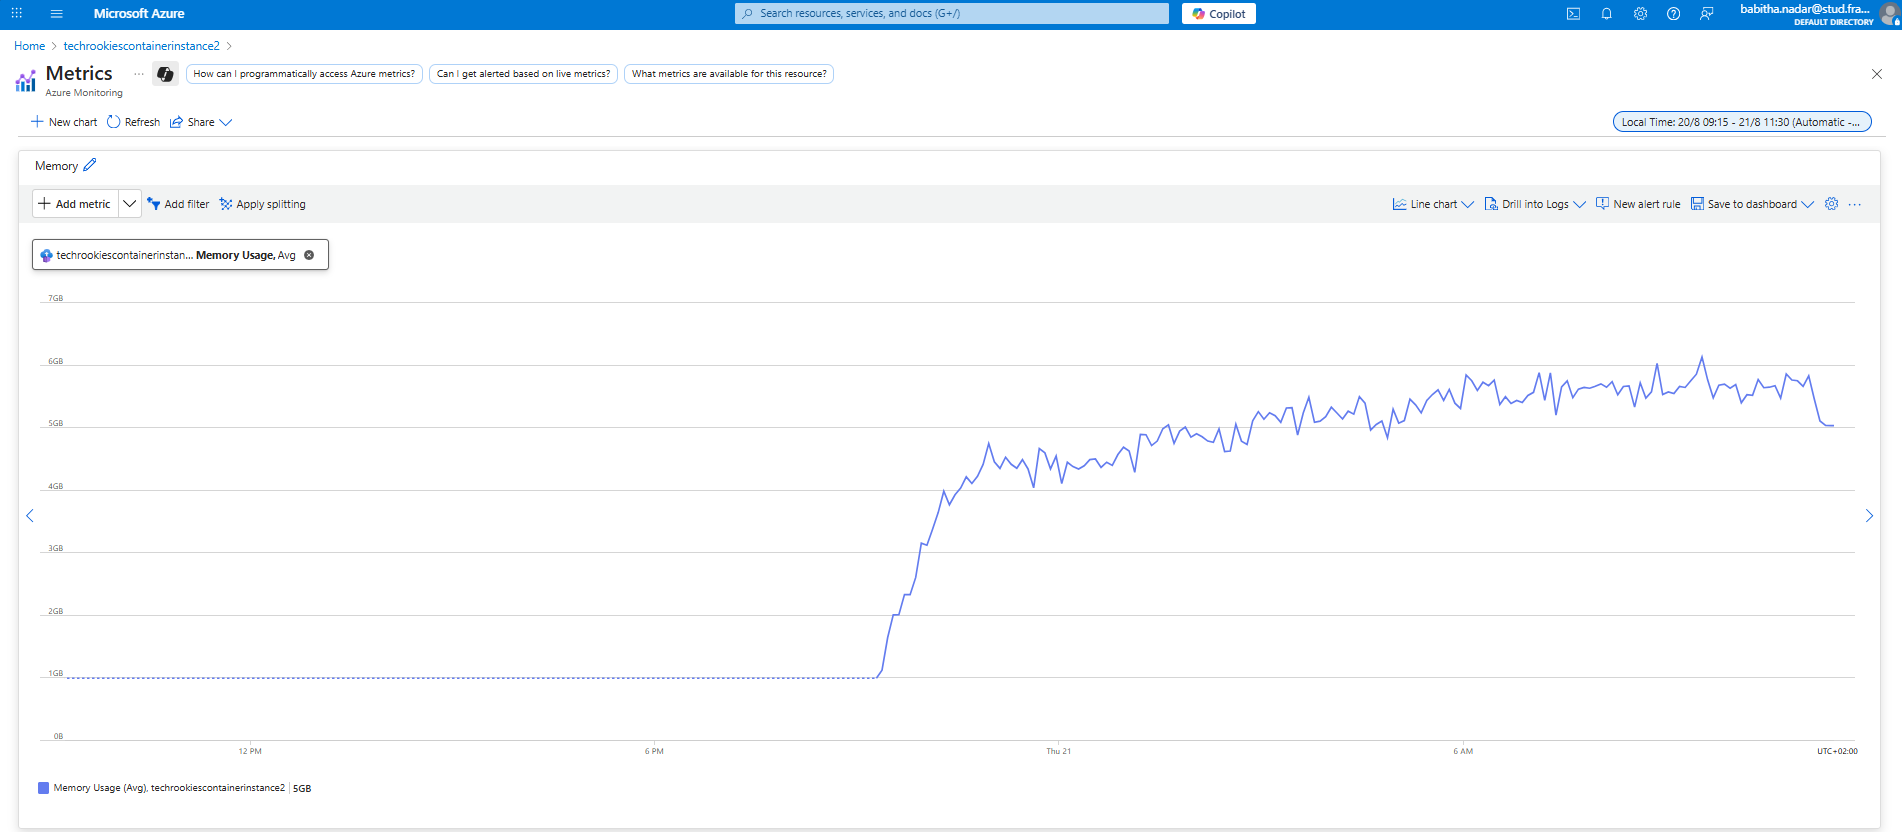 Microsoft Azure
Search resources, services, and docs (G+/)
Copilot
babitha.nadar@stud.fra...
DEFAULT DIRECTORY
Home > techrookiescontainerinstance2 >
Metrics ...
Azure Monitoring
How can I programmatically access Azure metrics?
Can I get alerted based on live metrics?
What metrics are available for this resource?
New chart
Refresh
Share
Local Time: 20/8 09:15 - 21/8 11:30 (Automatic -...
Memory
Add metric
Add filter
Apply splitting
Line chart
Drill into Logs
New alert rule
Save to dashboard
...
techrookiescontainerinstan... Memory Usage, Avg
7GB
6GB
5GB
4GB
3GB
2GB
1GB
0B
12 PM
6 PM
Thu 21
6 AM
UTC+02:00
Memory Usage (Avg), techrookiescontainerinstance2 | 5GB